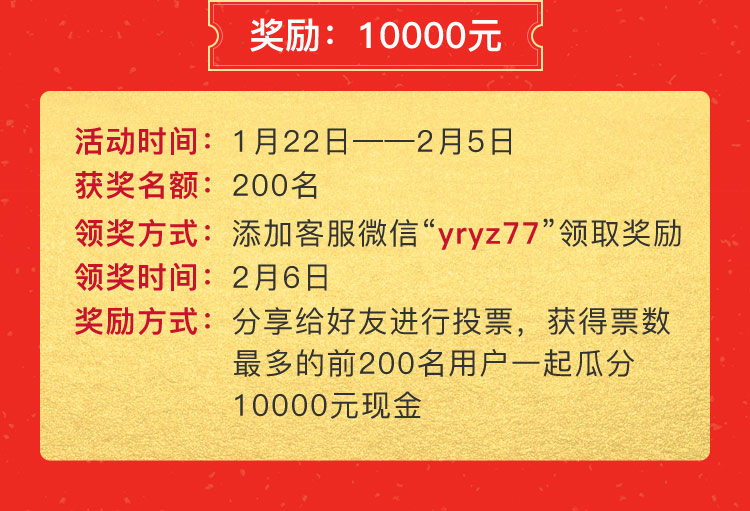 奖励：10000元
活动时间：1月22日——2月5日
获奖名额：200名
领奖方式：添加客服微信“yryz77”领取奖励
领奖时间：2月6日
奖励方式：分享给好友进行投票，获得票数
最多的前200名用户一起瓜分
10000元现金